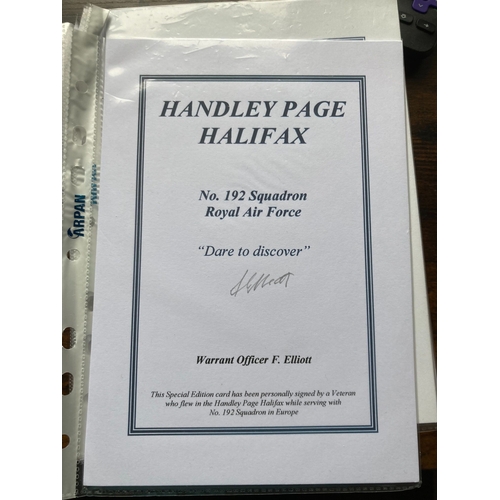 HANDLEY PAGE
HALIFAX
No. 192 Squadron
Royal Air Force
“Dare to discover”
Warrant Officer F. Elliott
This Special Edition card has been personally signed by a Veteran
who flew in the Handley Page Halifax while serving with
No. 192 Squadron in Europe
ARPAN